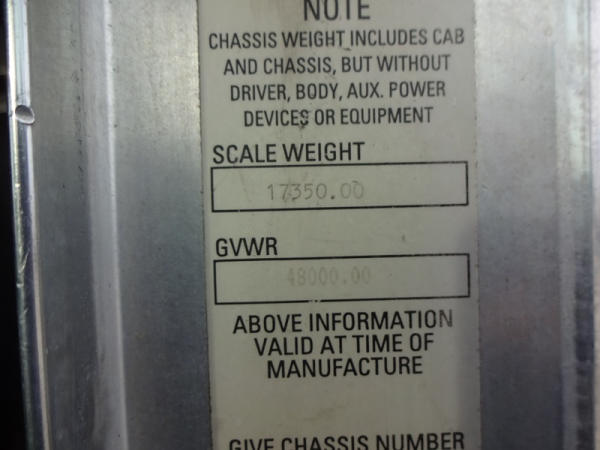 NOTE
CHASSIS WEIGHT INCLUDES CAB
AND CHASSIS, BUT WITHOUT
DRIVER, BODY, AUX. POWER
DEVICES OR EQUIPMENT
SCALE WEIGHT
17350.00
GVWR
48000.00
ABOVE INFORMATION
VALID AT TIME OF
MANUFACTURE
GIVE CHASSIS NUMBER